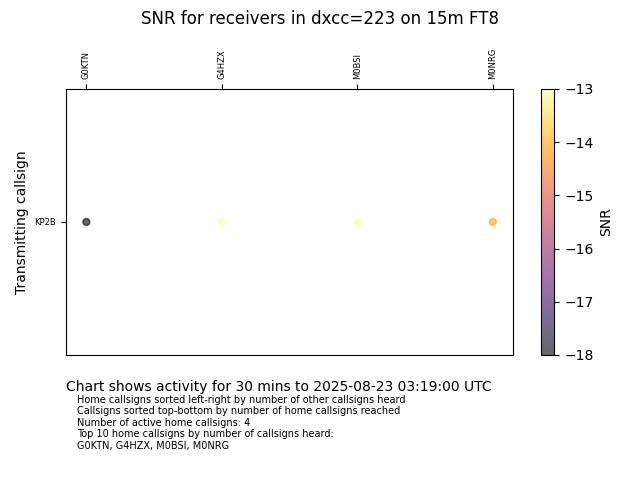 SNR for receivers in dxcc=223 on 15m FT8
G0KTN
G4HZX
M0BSI
M0NRG
Transmitting callsign
KP2B
−13
−14
−15
−16
−17
−18
SNR
Chart shows activity for 30 mins to 2025-08-23 03:19:00 UTC
Home callsigns sorted left-right by number of other callsigns heard
Callsigns sorted top-bottom by number of home callsigns reached
Number of active home callsigns: 4
Top 10 home callsigns by number of callsigns heard:
G0KTN, G4HZX, M0BSI, M0NRG